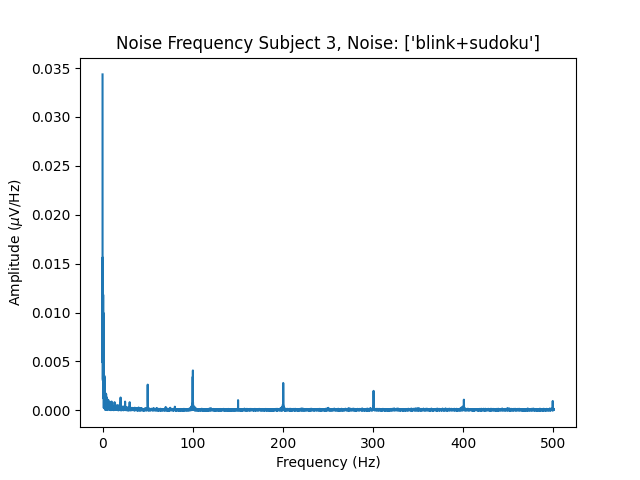 Noise Frequency Subject 3, Noise: ['blink+sudoku']
0.035
0.030
0.025
0.020
0.015
0.010
0.005
0.000
Amplitude (μV/Hz)
0 100 200 300 400 500
Frequency (Hz)